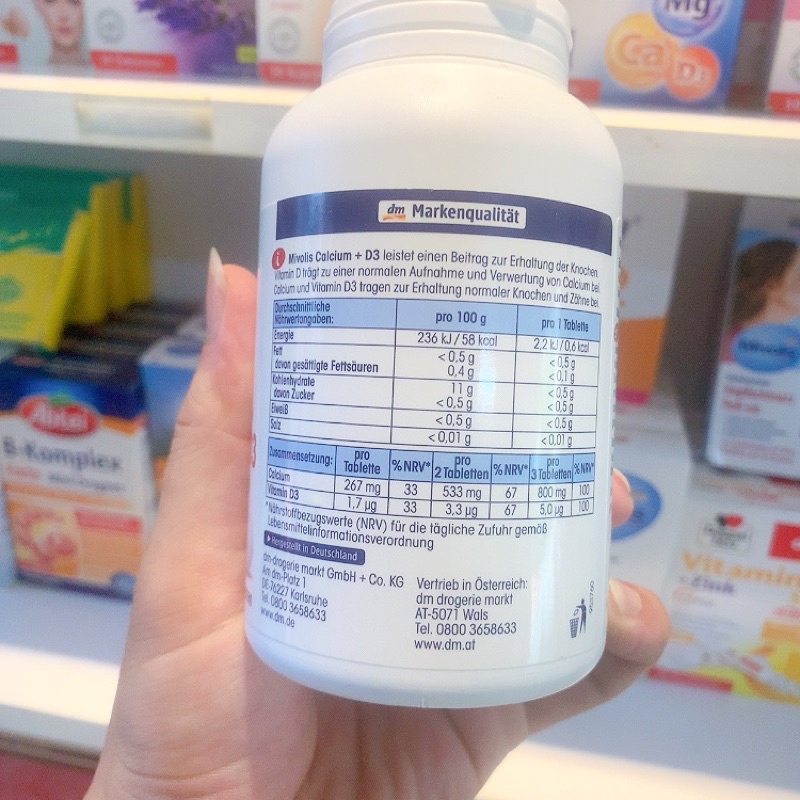 Mg
Ca
D3
dm Markenqualität
i Mivolis Calcium + D3 leistet einen Beitrag zur Erhaltung der Knochen.
Vitamin D trägt zu einer normalen Aufnahme und Verwertung von Calcium bei.
Calcium und Vitamin D3 tragen zur Erhaltung normaler Knochen und Zähne bei.
Durchschnittliche Nährwertangaben: pro 100 g pro 1 Tablette
Energie 236 kJ / 58 kcal 2,2 kJ / 0,6 kcal
Fett < 0,5 g < 0,5 g
davon gesättigte Fettsäuren 0,4 g < 0,1 g
Kohlenhydrate 11 g < 0,5 g
davon Zucker < 0,5 g < 0,5 g
Eiweiß < 0,5 g < 0,5 g
Salz < 0,01 g < 0,01 g
Zusammensetzung: pro Tablette % NRV* pro 2 Tabletten % NRV* pro 3 Tabletten % NRV*
Calcium 267 mg 33 533 mg 67 800 mg 100
Vitamin D3 1,7 µg 33 3,3 µg 67 5,0 µg 100
*Nährstoffbezugswerte (NRV) für die tägliche Zufuhr gemäß
Lebensmittelinformationsverordnung
Hergestellt in Deutschland
dm-drogerie markt GmbH + Co. KG
Am dm-Platz 1
DE-76227 Karlsruhe
Tel. 0800 3658633
www.dm.de
Vertrieb in Österreich:
dm drogerie markt
AT-5071 Wals
Tel. 0800 3658633
www.dm.at
Abtei
B-Komplex
Mivolis
Vitamin
+ Zink